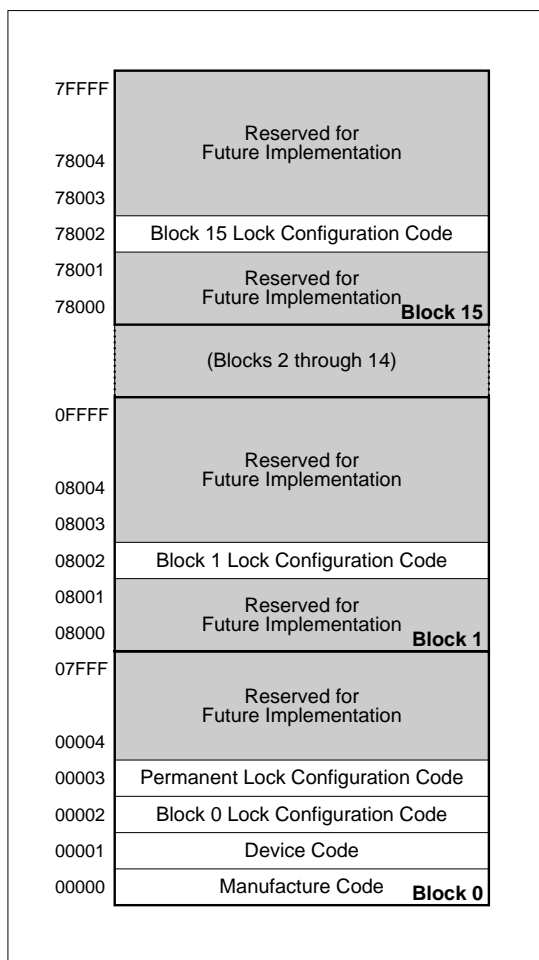 7FFFF
Reserved for
Future Implementation
78004
78003
78002 Block 15 Lock Configuration Code
78001
Reserved for
Future Implementation
78000
Block 15
(Blocks 2 through 14)
0FFFF
Reserved for
Future Implementation
08004
08003
08002 Block 1 Lock Configuration Code
08001
Reserved for
Future Implementation
08000
Block 1
07FFF
Reserved for
Future Implementation
00004
00003 Permanent Lock Configuration Code
00002 Block 0 Lock Configuration Code
00001 Device Code
00000 Manufacture Code Block 0